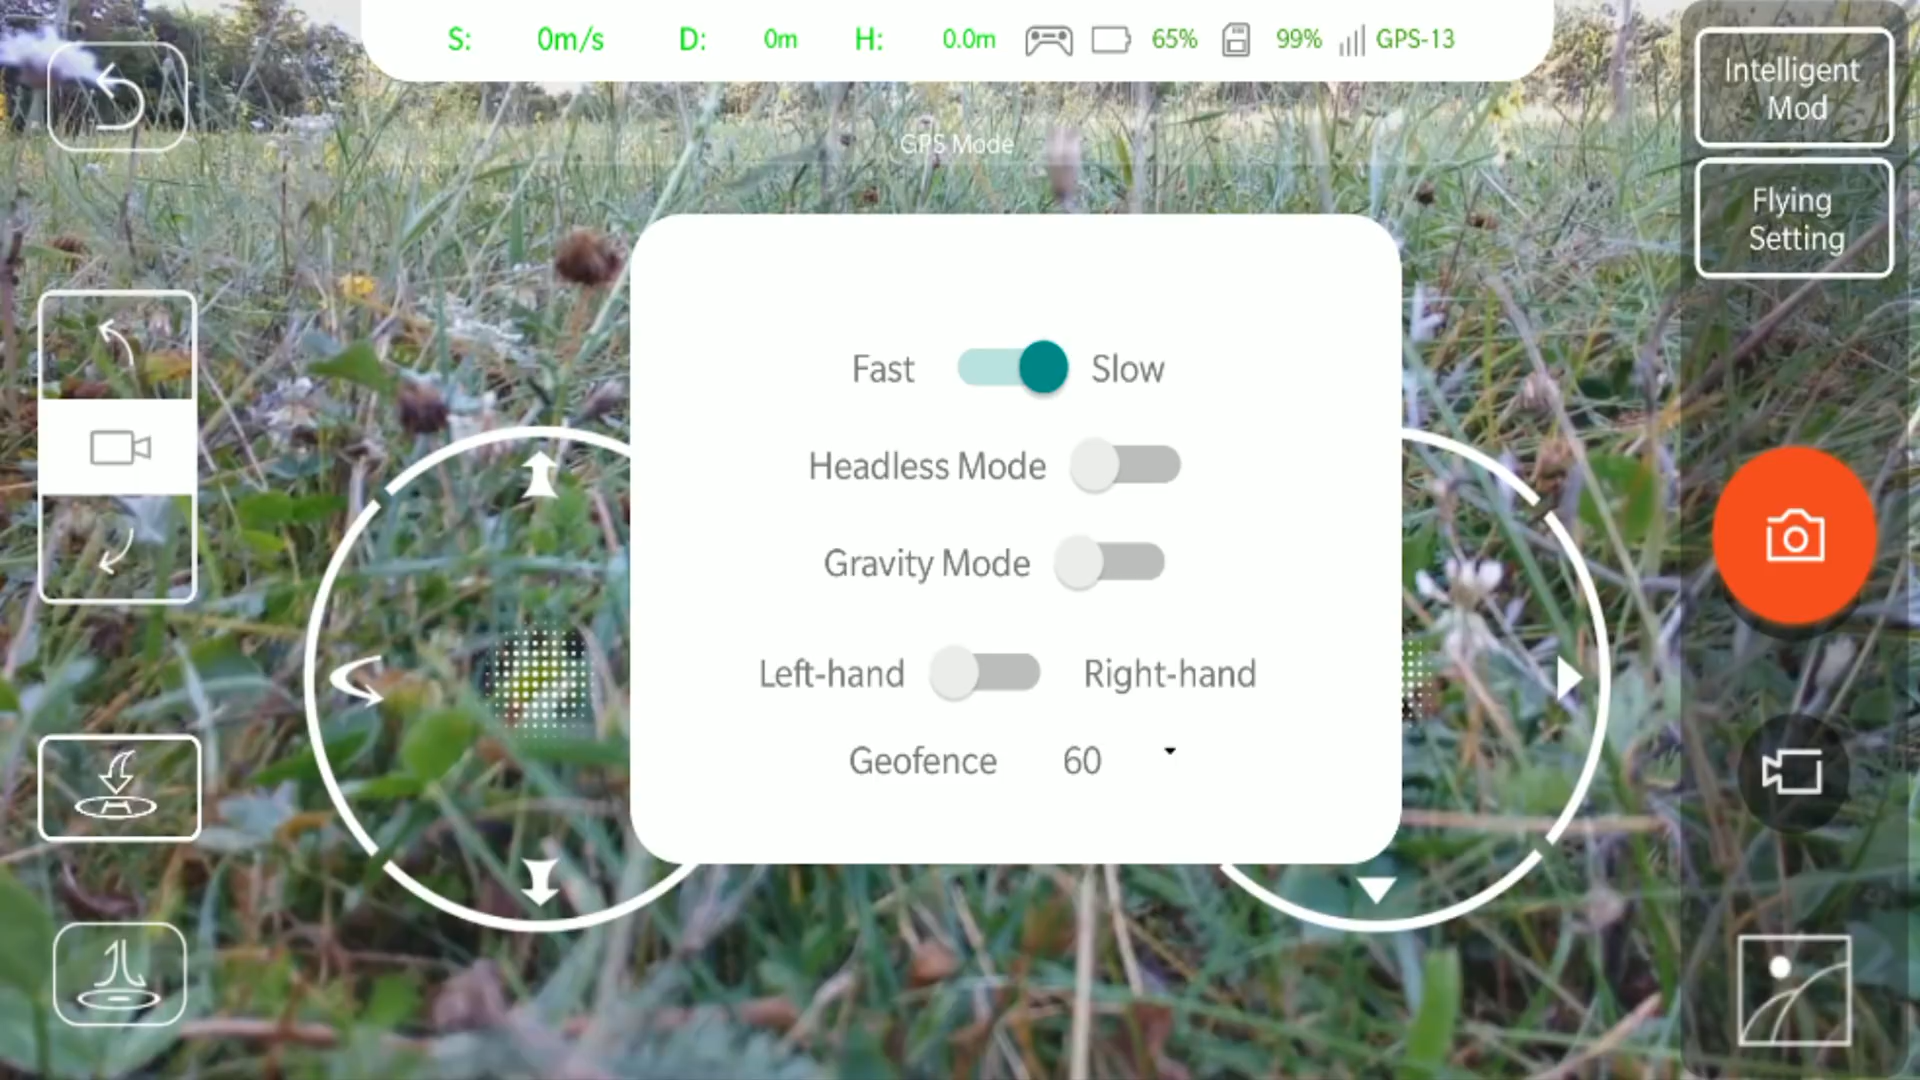 S: 0m/s D: 0m H: 0.0m 65% 99% GPS-13
GPS Mode
Intelligent
Mod
Flying
Setting
Fast Slow
Headless Mode
Gravity Mode
Left-hand Right-hand
Geofence 60